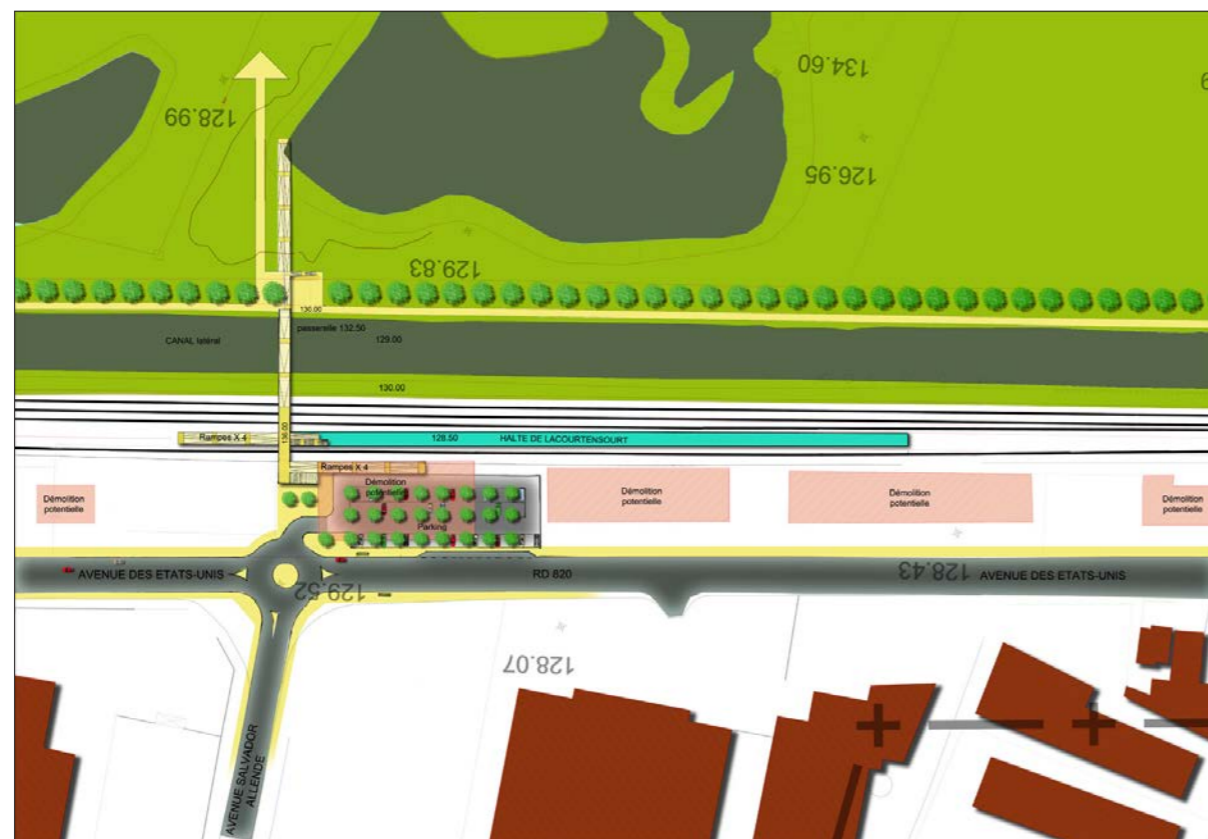 134.60
128.99
126.95
129.83
130.00
passerelle 132.50
CANAL latéral
129.00
130.00
130.00
Rampes X 4
128.50
HALTE DE LACOURTENSOURT
Rampes X 4
Démolition
potentielle
Démolition
potentielle
Démolition
potentielle
Démolition
potentielle
Démolition
potentielle
Parking
AVENUE DES ETATS-UNIS
129.52
RD 820
128.43
AVENUE DES ETATS-UNIS
128.07
AVENUE SALVADOR
ALLENDE